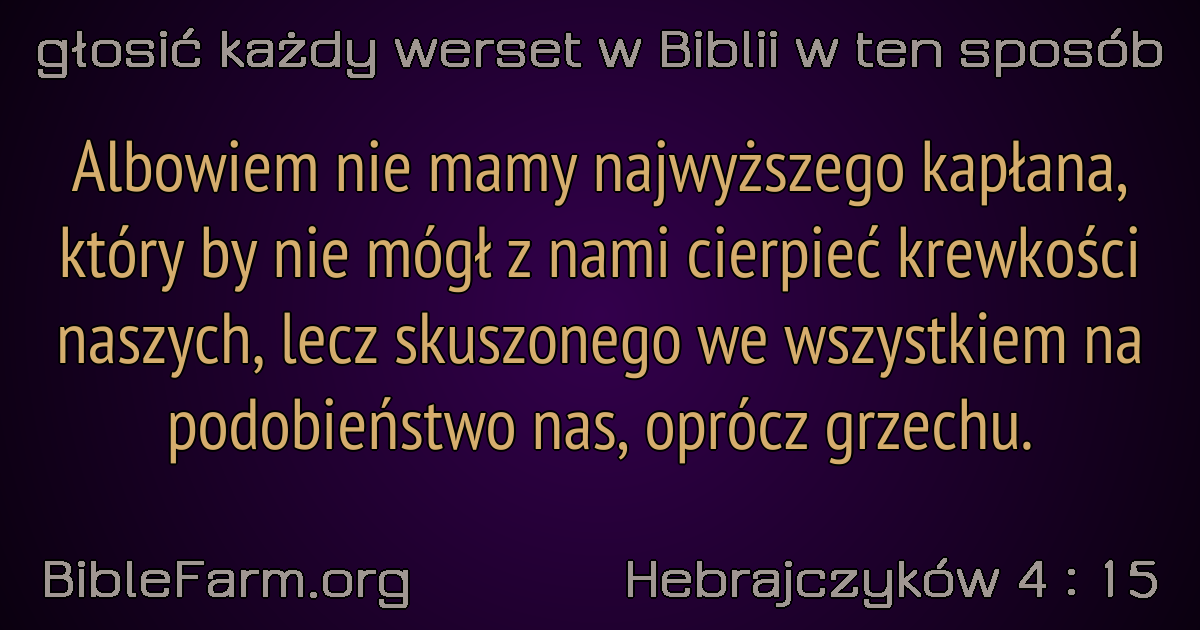 głosić każdy werset w Biblii w ten sposób
Albowiem nie mamy najwyższego kapłana,
który by nie mógł z nami cierpieć krewkości
naszych, lecz skuszonego we wszystkiem na
podobieństwo nas, oprócz grzechu.
BibleFarm.org
Hebrajczyków 4 : 15